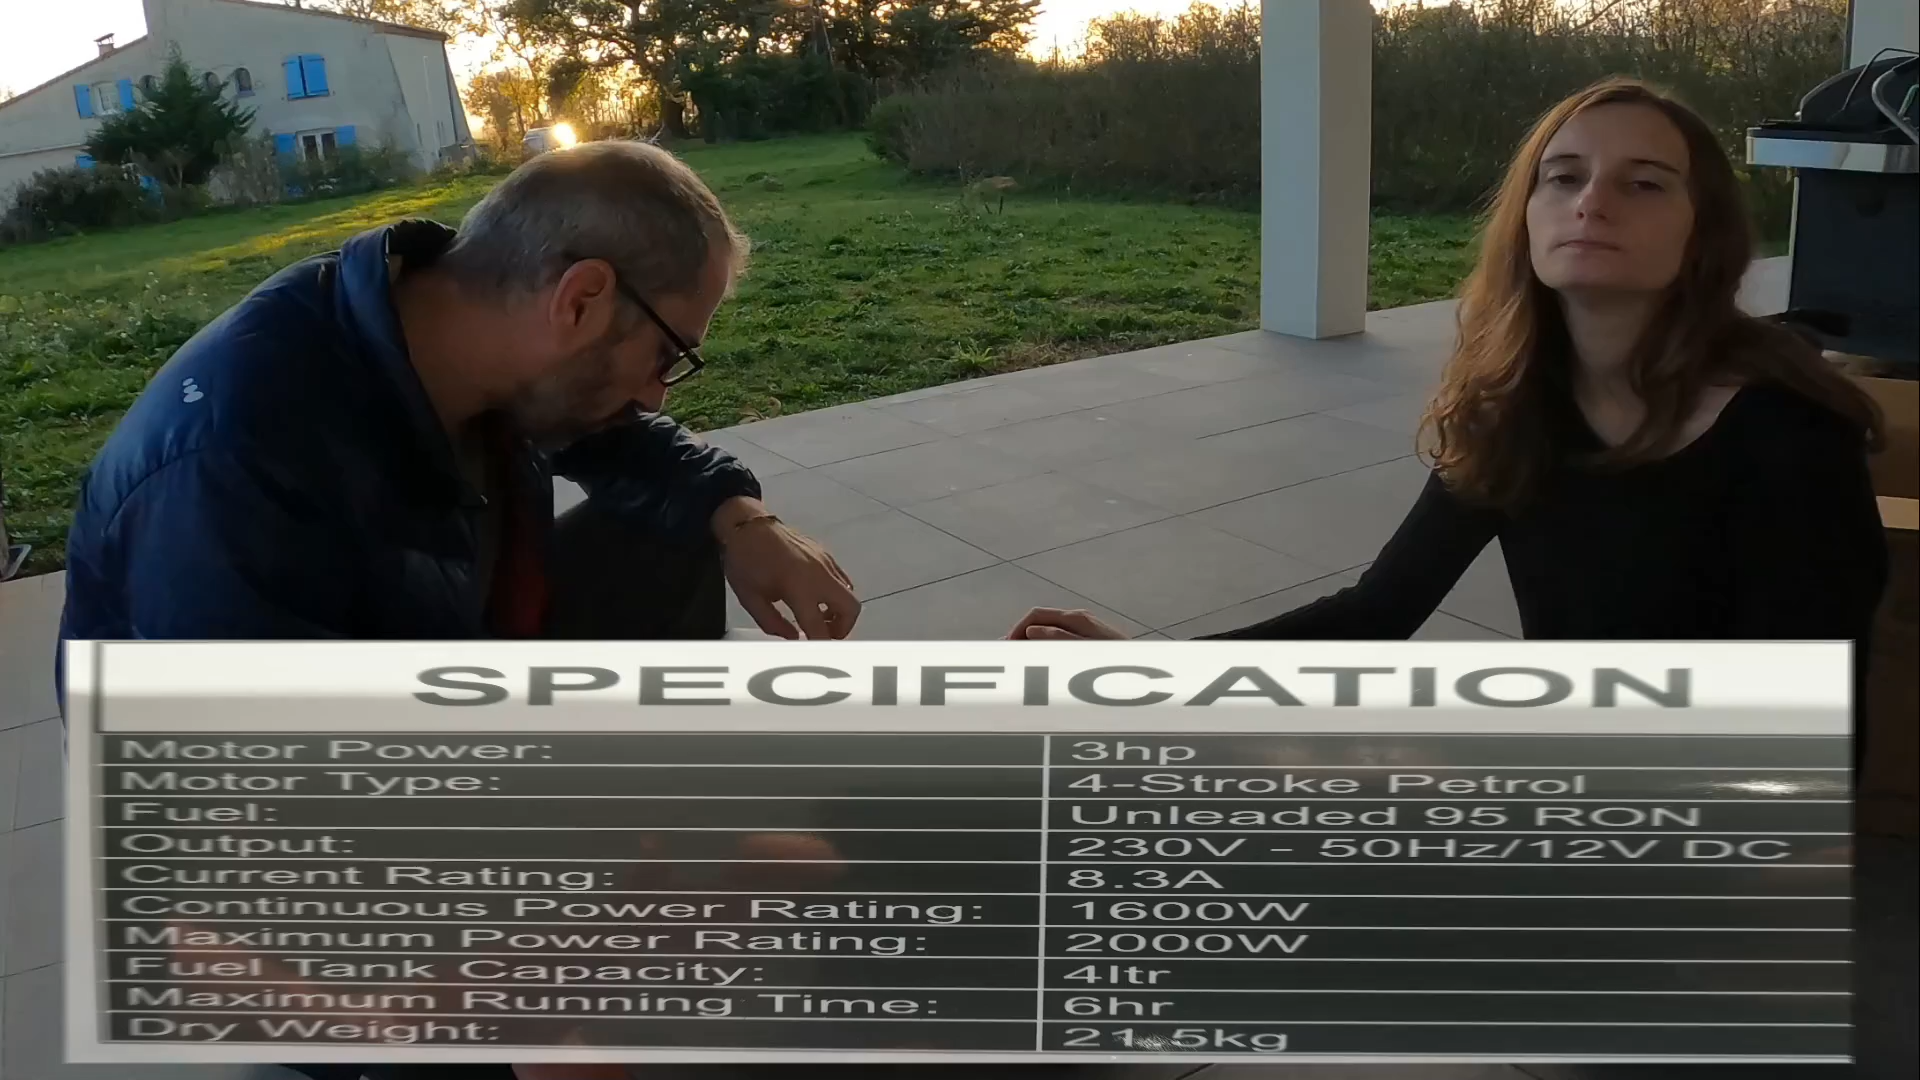 SPECIFICATION
Motor Power: 3hp
Motor Type: 4-Stroke Petrol
Fuel: Unleaded 95 RON
Output: 230V - 50Hz/12V DC
Current Rating: 8.3A
Continuous Power Rating: 1600W
Maximum Power Rating: 2000W
Fuel Tank Capacity: 4ltr
Maximum Running Time: 6hr
Dry Weight: 21.5kg